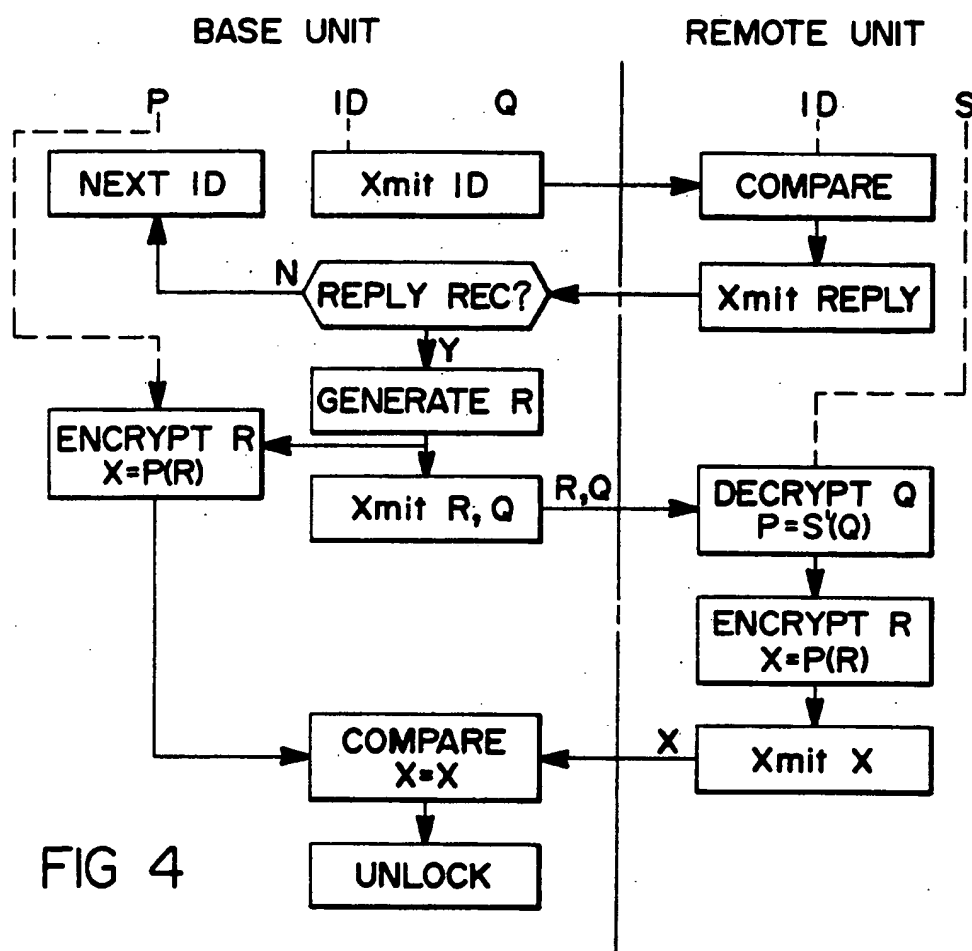 BASE UNIT
REMOTE UNIT
P
ID
Q
ID
S
NEXT ID
Xmit ID
COMPARE
N
REPLY REC?
Xmit REPLY
Y
GENERATE R
ENCRYPT R
X=P(R)
Xmit R, Q
R,Q
DECRYPT Q
P=S'(Q)
ENCRYPT R
X=P(R)
COMPARE
X=X
X
Xmit X
UNLOCK
FIG 4